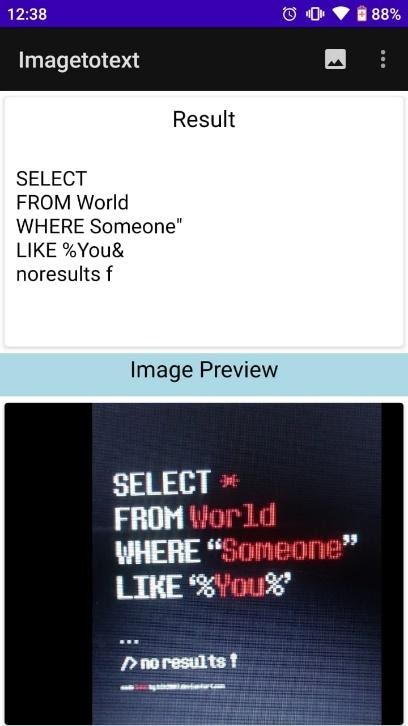 12:38
88%
Imagetotext
Result
SELECT
FROM World
WHERE Someone"
LIKE %You&
noresults f
Image Preview
SELECT *
FROM World
WHERE “Someone”
LIKE ‘%You%’
...
/> no results !